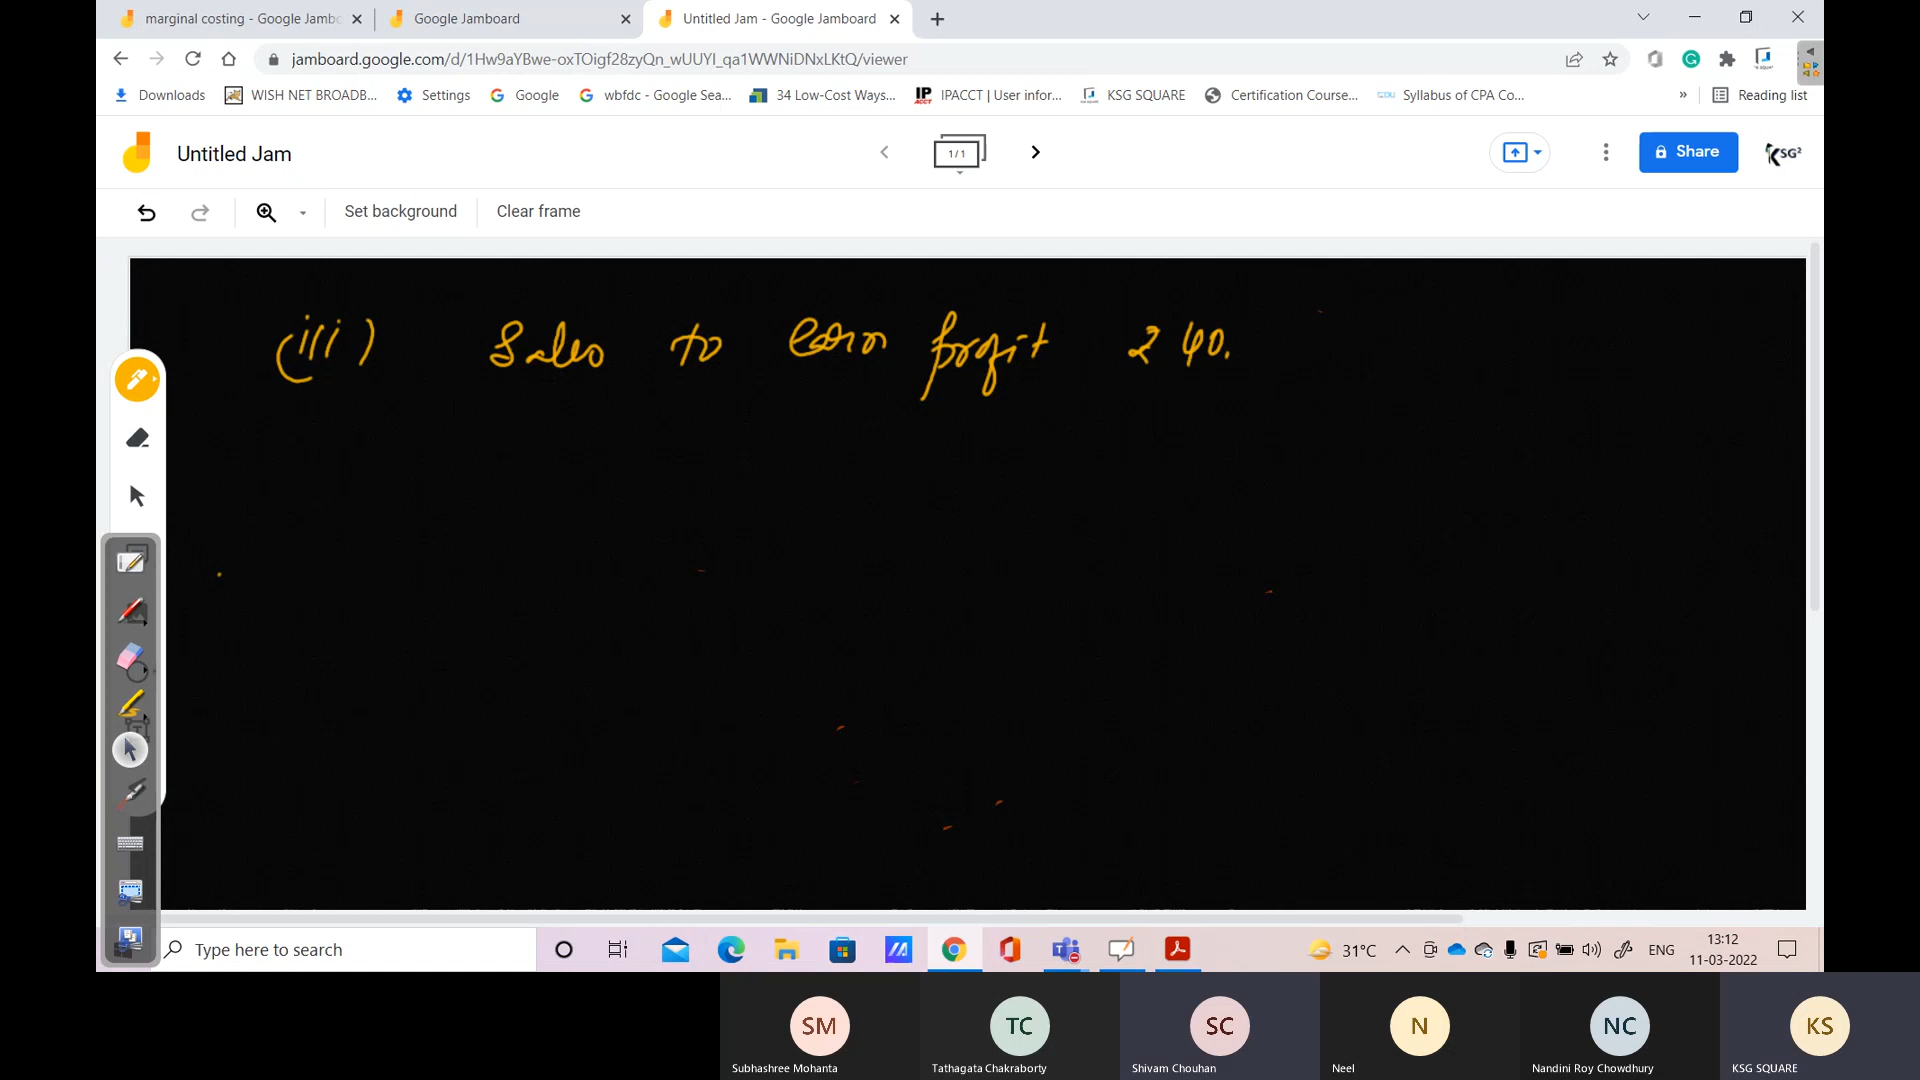 marginal costing - Google Jambo
Google Jamboard
Untitled Jam - Google Jamboard
jamboard.google.com/d/1Hw9aYBwe-oxTOigf28zyQn_wUUYl_qa1WWNiDNxLKtQ/viewer
Downloads WISH NET BROADB... Settings Google wbfdc - Google Sea... 34 Low-Cost Ways... IPACCT | User infor... KSG SQUARE Certification Course... Syllabus of CPA Co... » Reading list
Untitled Jam 1/1 Share KSG²
Set background Clear frame
(iii) Sales to earn profit 240.
Type here to search 31°C ENG 13:12
11-03-2022
SM TC SC N NC KS
Subhashree Mohanta Tathagata Chakraborty Shivam Chouhan Neel Nandini Roy Chowdhury KSG SQUARE